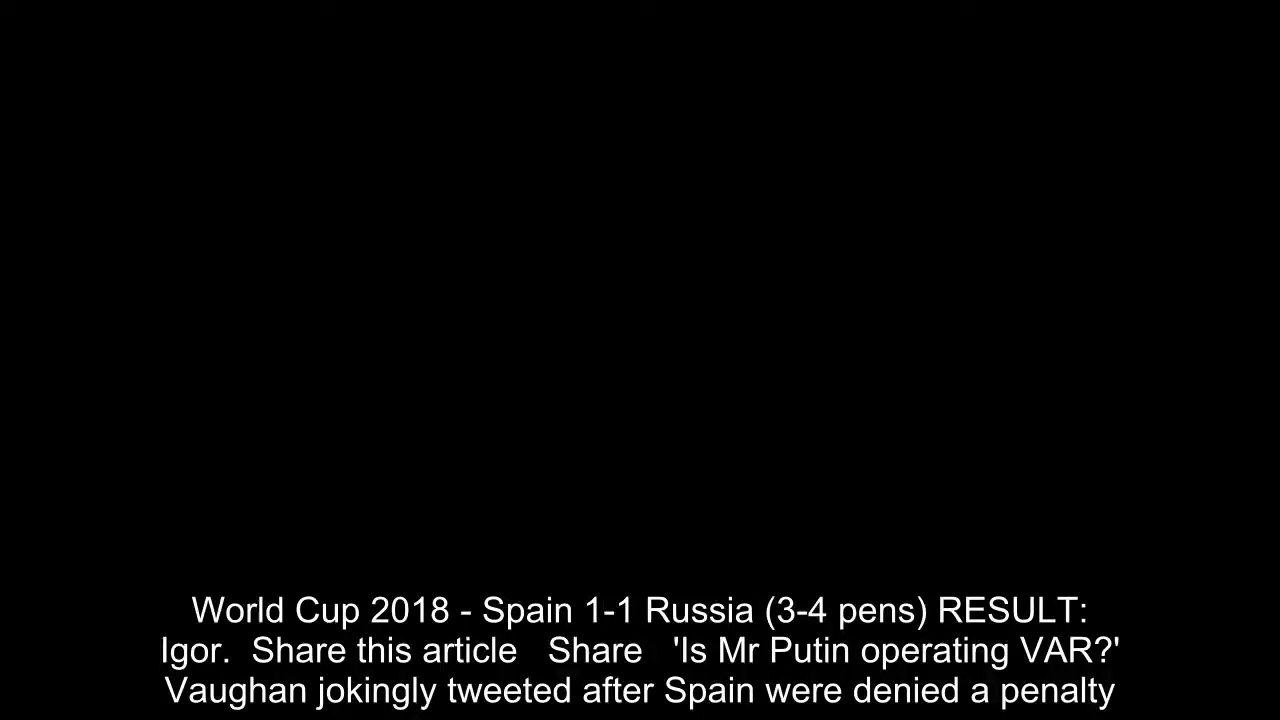 World Cup 2018 - Spain 1-1 Russia (3-4 pens) RESULT:
Igor.  Share this article   Share   'Is Mr Putin operating VAR?'
Vaughan jokingly tweeted after Spain were denied a penalty